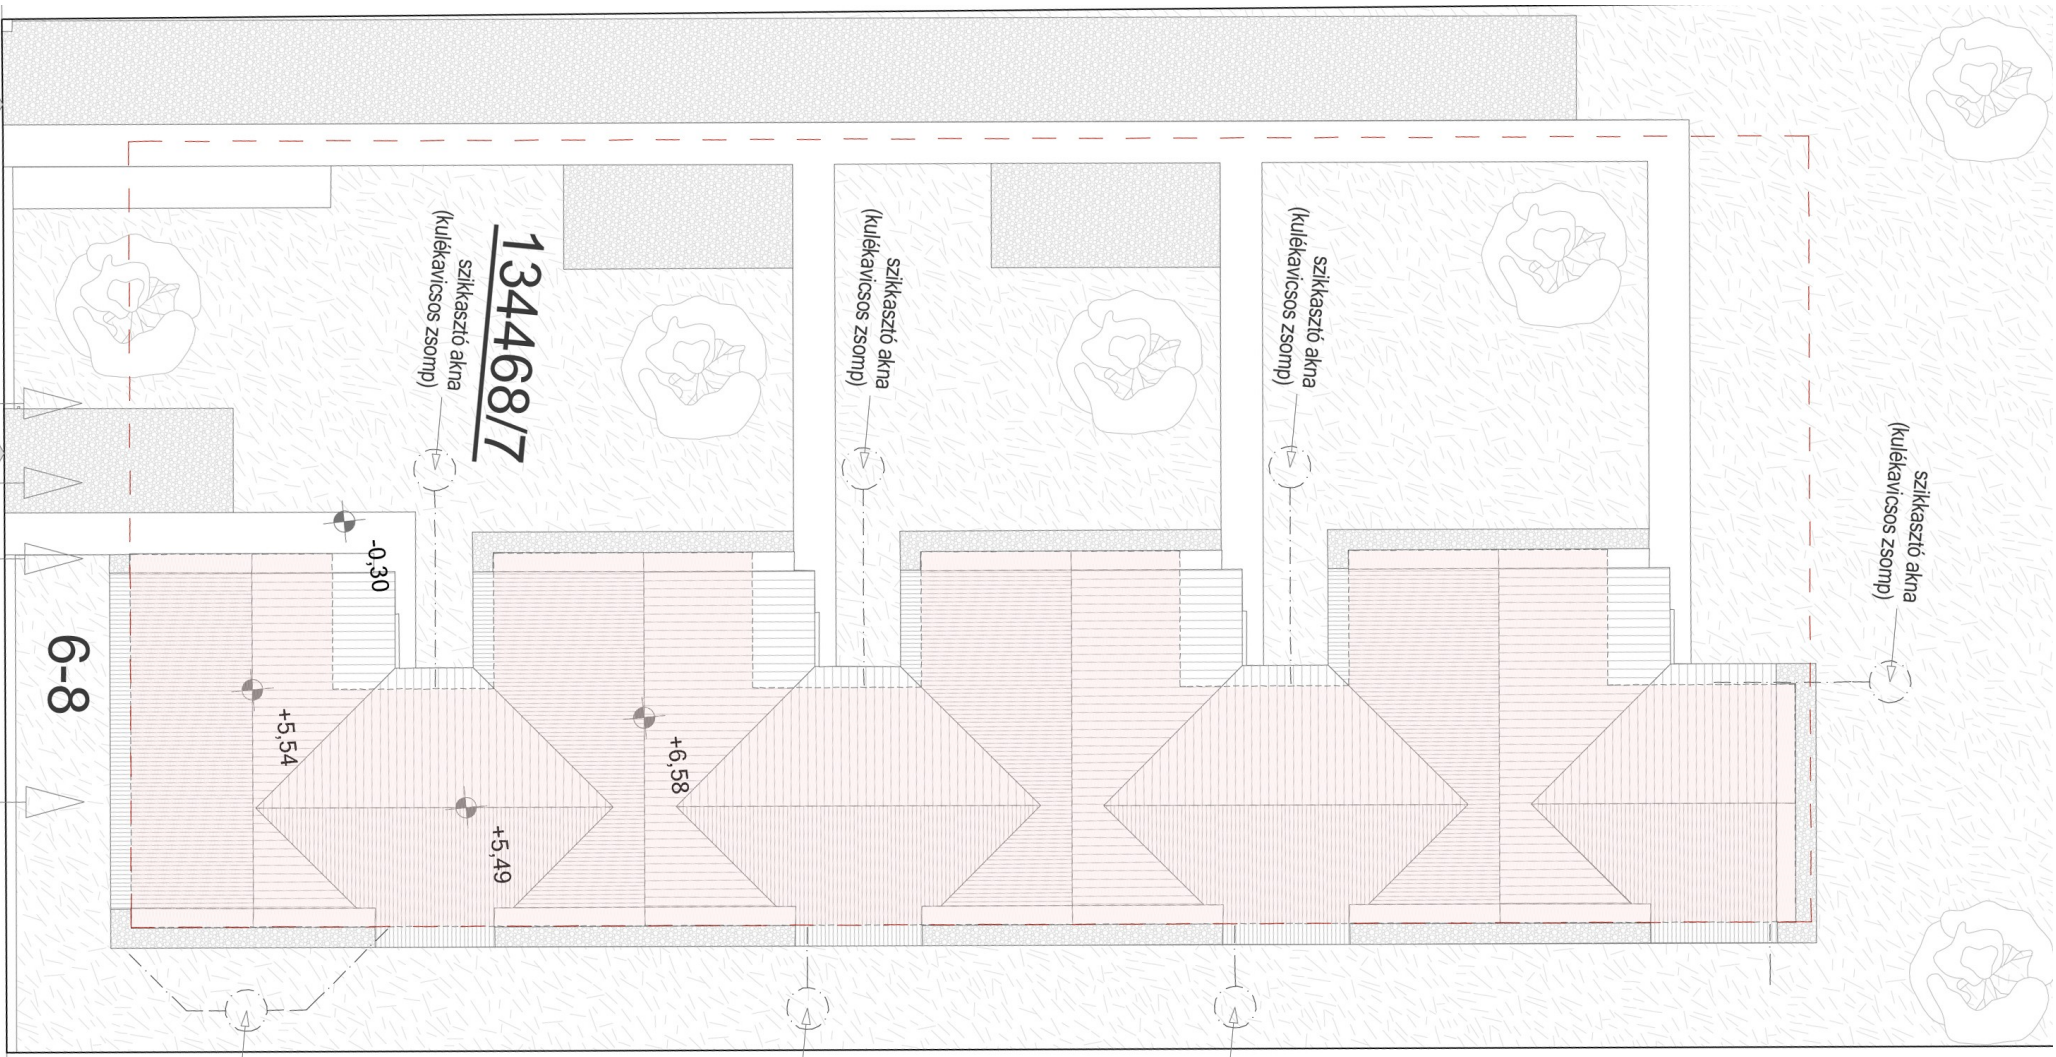 szikkasztó akna
(kulékavicsos zsomp)
134468/7
szikkasztó akna
(kulékavicsos zsomp)
szikkasztó akna
(kulékavicsos zsomp)
szikkasztó akna
(kulékavicsos zsomp)
-0,30
6-8
+5,54
+6,58
+5,49